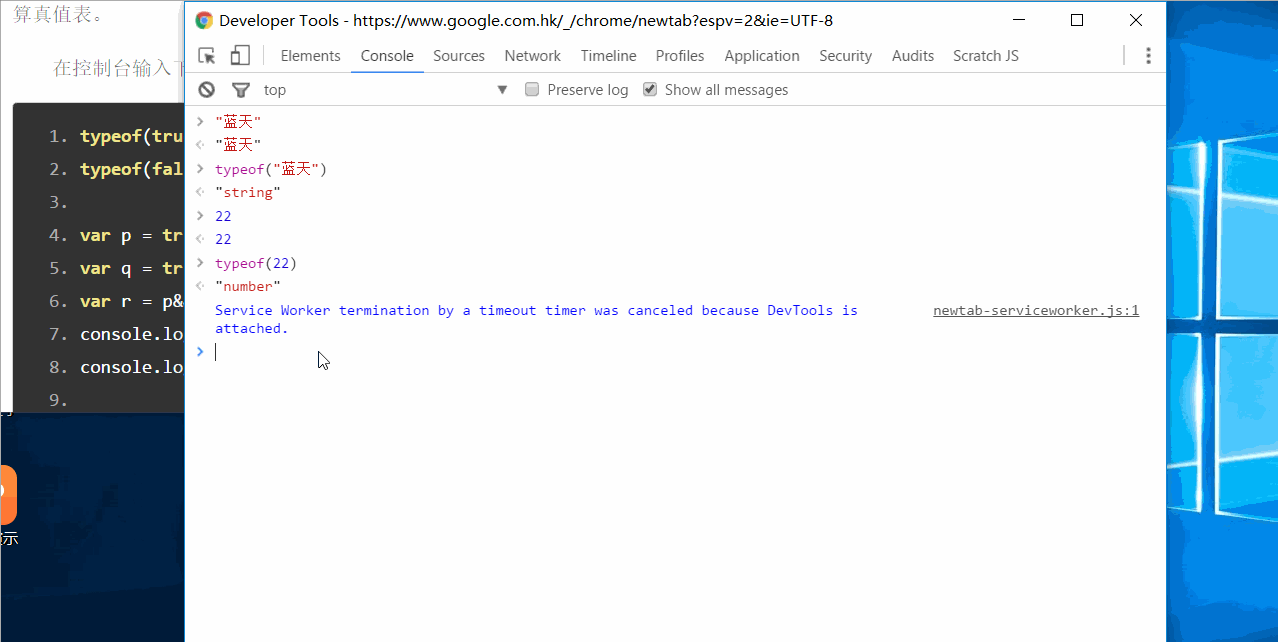 算真值表。
在控制台输入
1. typeof(tru
2. typeof(fal
3.
4. var p = tr
5. var q = tr
6. var r = p&
7. console.lo
8. console.lo
9.
示
Developer Tools - https://www.google.com.hk/_/chrome/newtab?espv=2&ie=UTF-8
Elements Console Sources Network Timeline Profiles Application Security Audits Scratch JS
top Preserve log Show all messages
> "蓝天"
< "蓝天"
> typeof("蓝天")
< "string"
> 22
< 22
> typeof(22)
< "number"
Service Worker termination by a timeout timer was canceled because DevTools is newtab-serviceworker.js:1
attached.
>